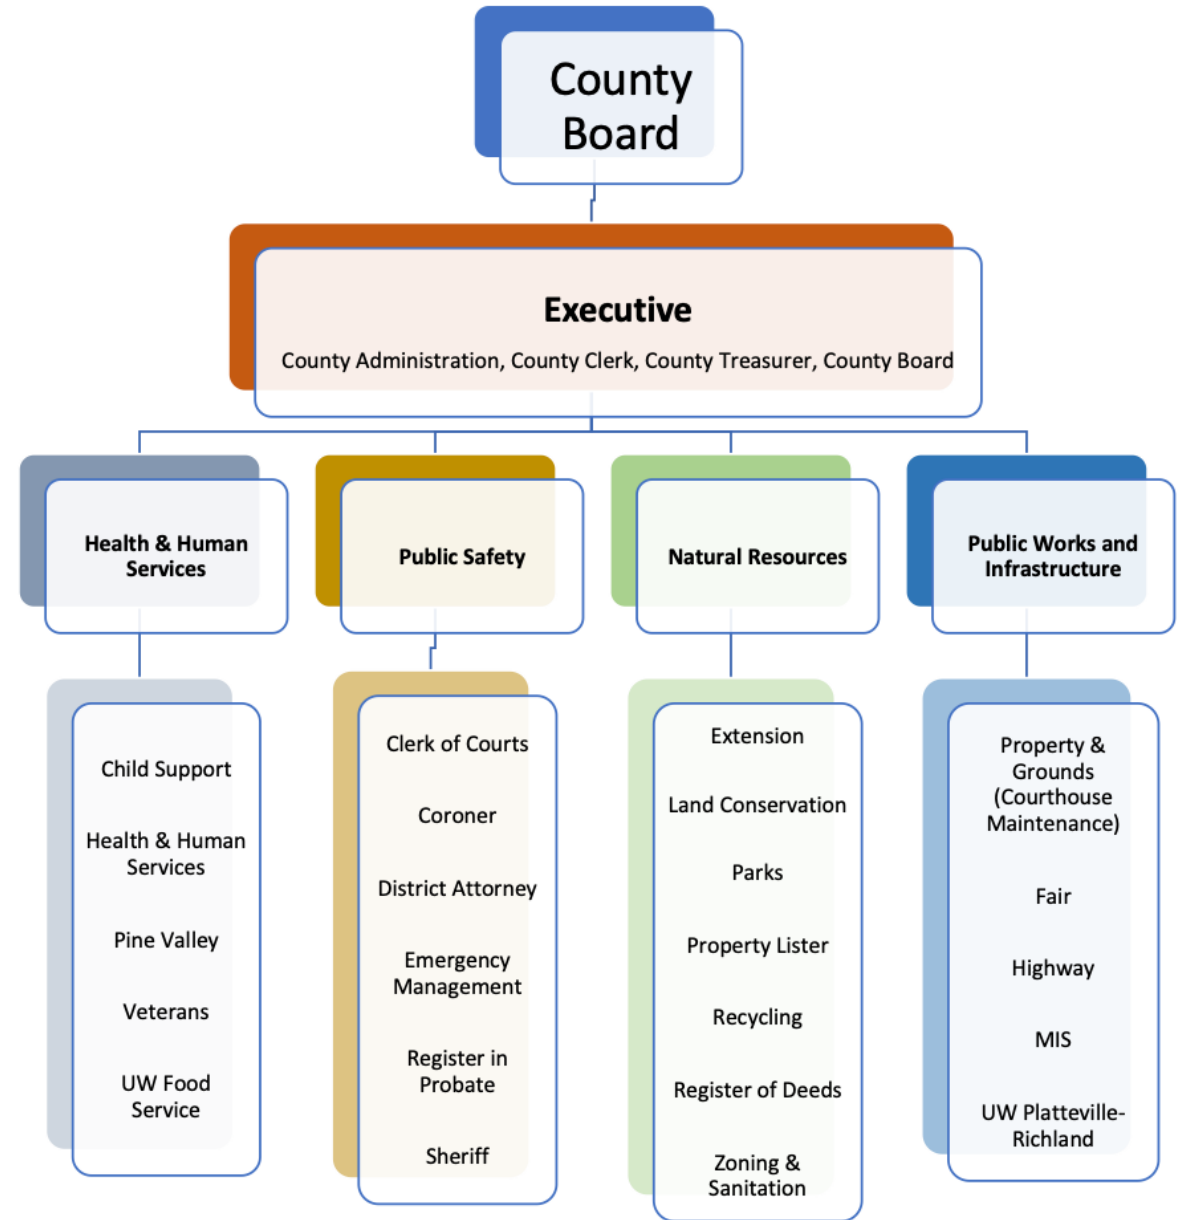 County
Board
Executive
County Administration, County Clerk, County Treasurer, County Board
Health & Human
Services
Public Safety
Natural Resources
Public Works and
Infrastructure
Child Support
Health & Human
Services
Pine Valley
Veterans
UW Food
Service
Clerk of Courts
Coroner
District Attorney
Emergency
Management
Register in
Probate
Sheriff
Extension
Land Conservation
Parks
Property Lister
Recycling
Register of Deeds
Zoning &
Sanitation
Property &
Grounds
(Courthouse
Maintenance)
Fair
Highway
MIS
UW Platteville-
Richland